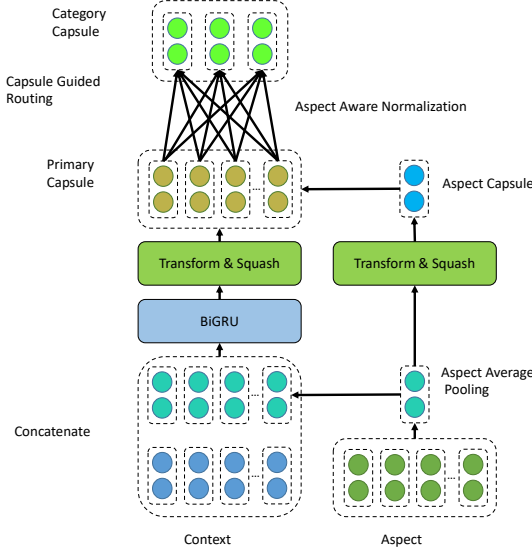 Category
Capsule
Capsule Guided
Routing
Aspect Aware Normalization
Primary
Capsule
...
Aspect Capsule
Transform & Squash
Transform & Squash
BiGRU
...
Aspect Average
Pooling
Concatenate
...
...
Context
Aspect